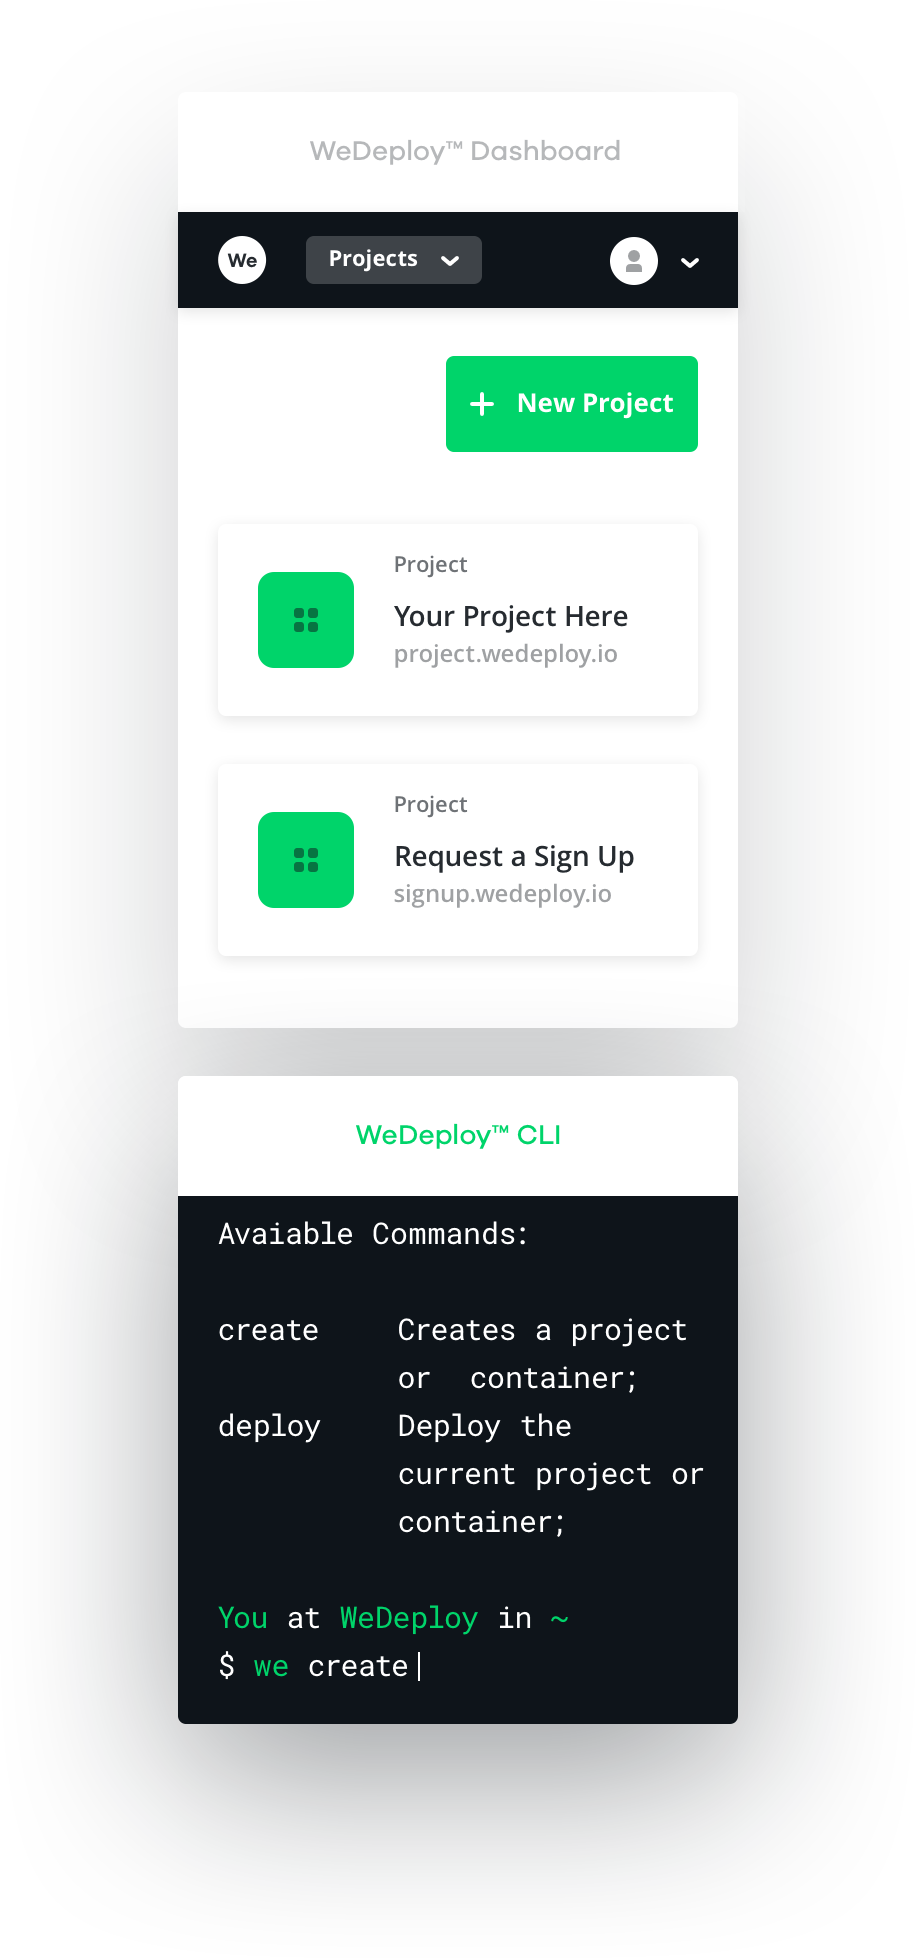 WeDeploy™ Dashboard
We
Projects
New Project
Project
Your Project Here
project.wedeploy.io
Project
Request a Sign Up
signup.wedeploy.io
WeDeploy™ CLI
Avaiable Commands:
create Creates a project
or container;
deploy Deploy the
current project or
container;
You at WeDeploy in ~
$ we create|